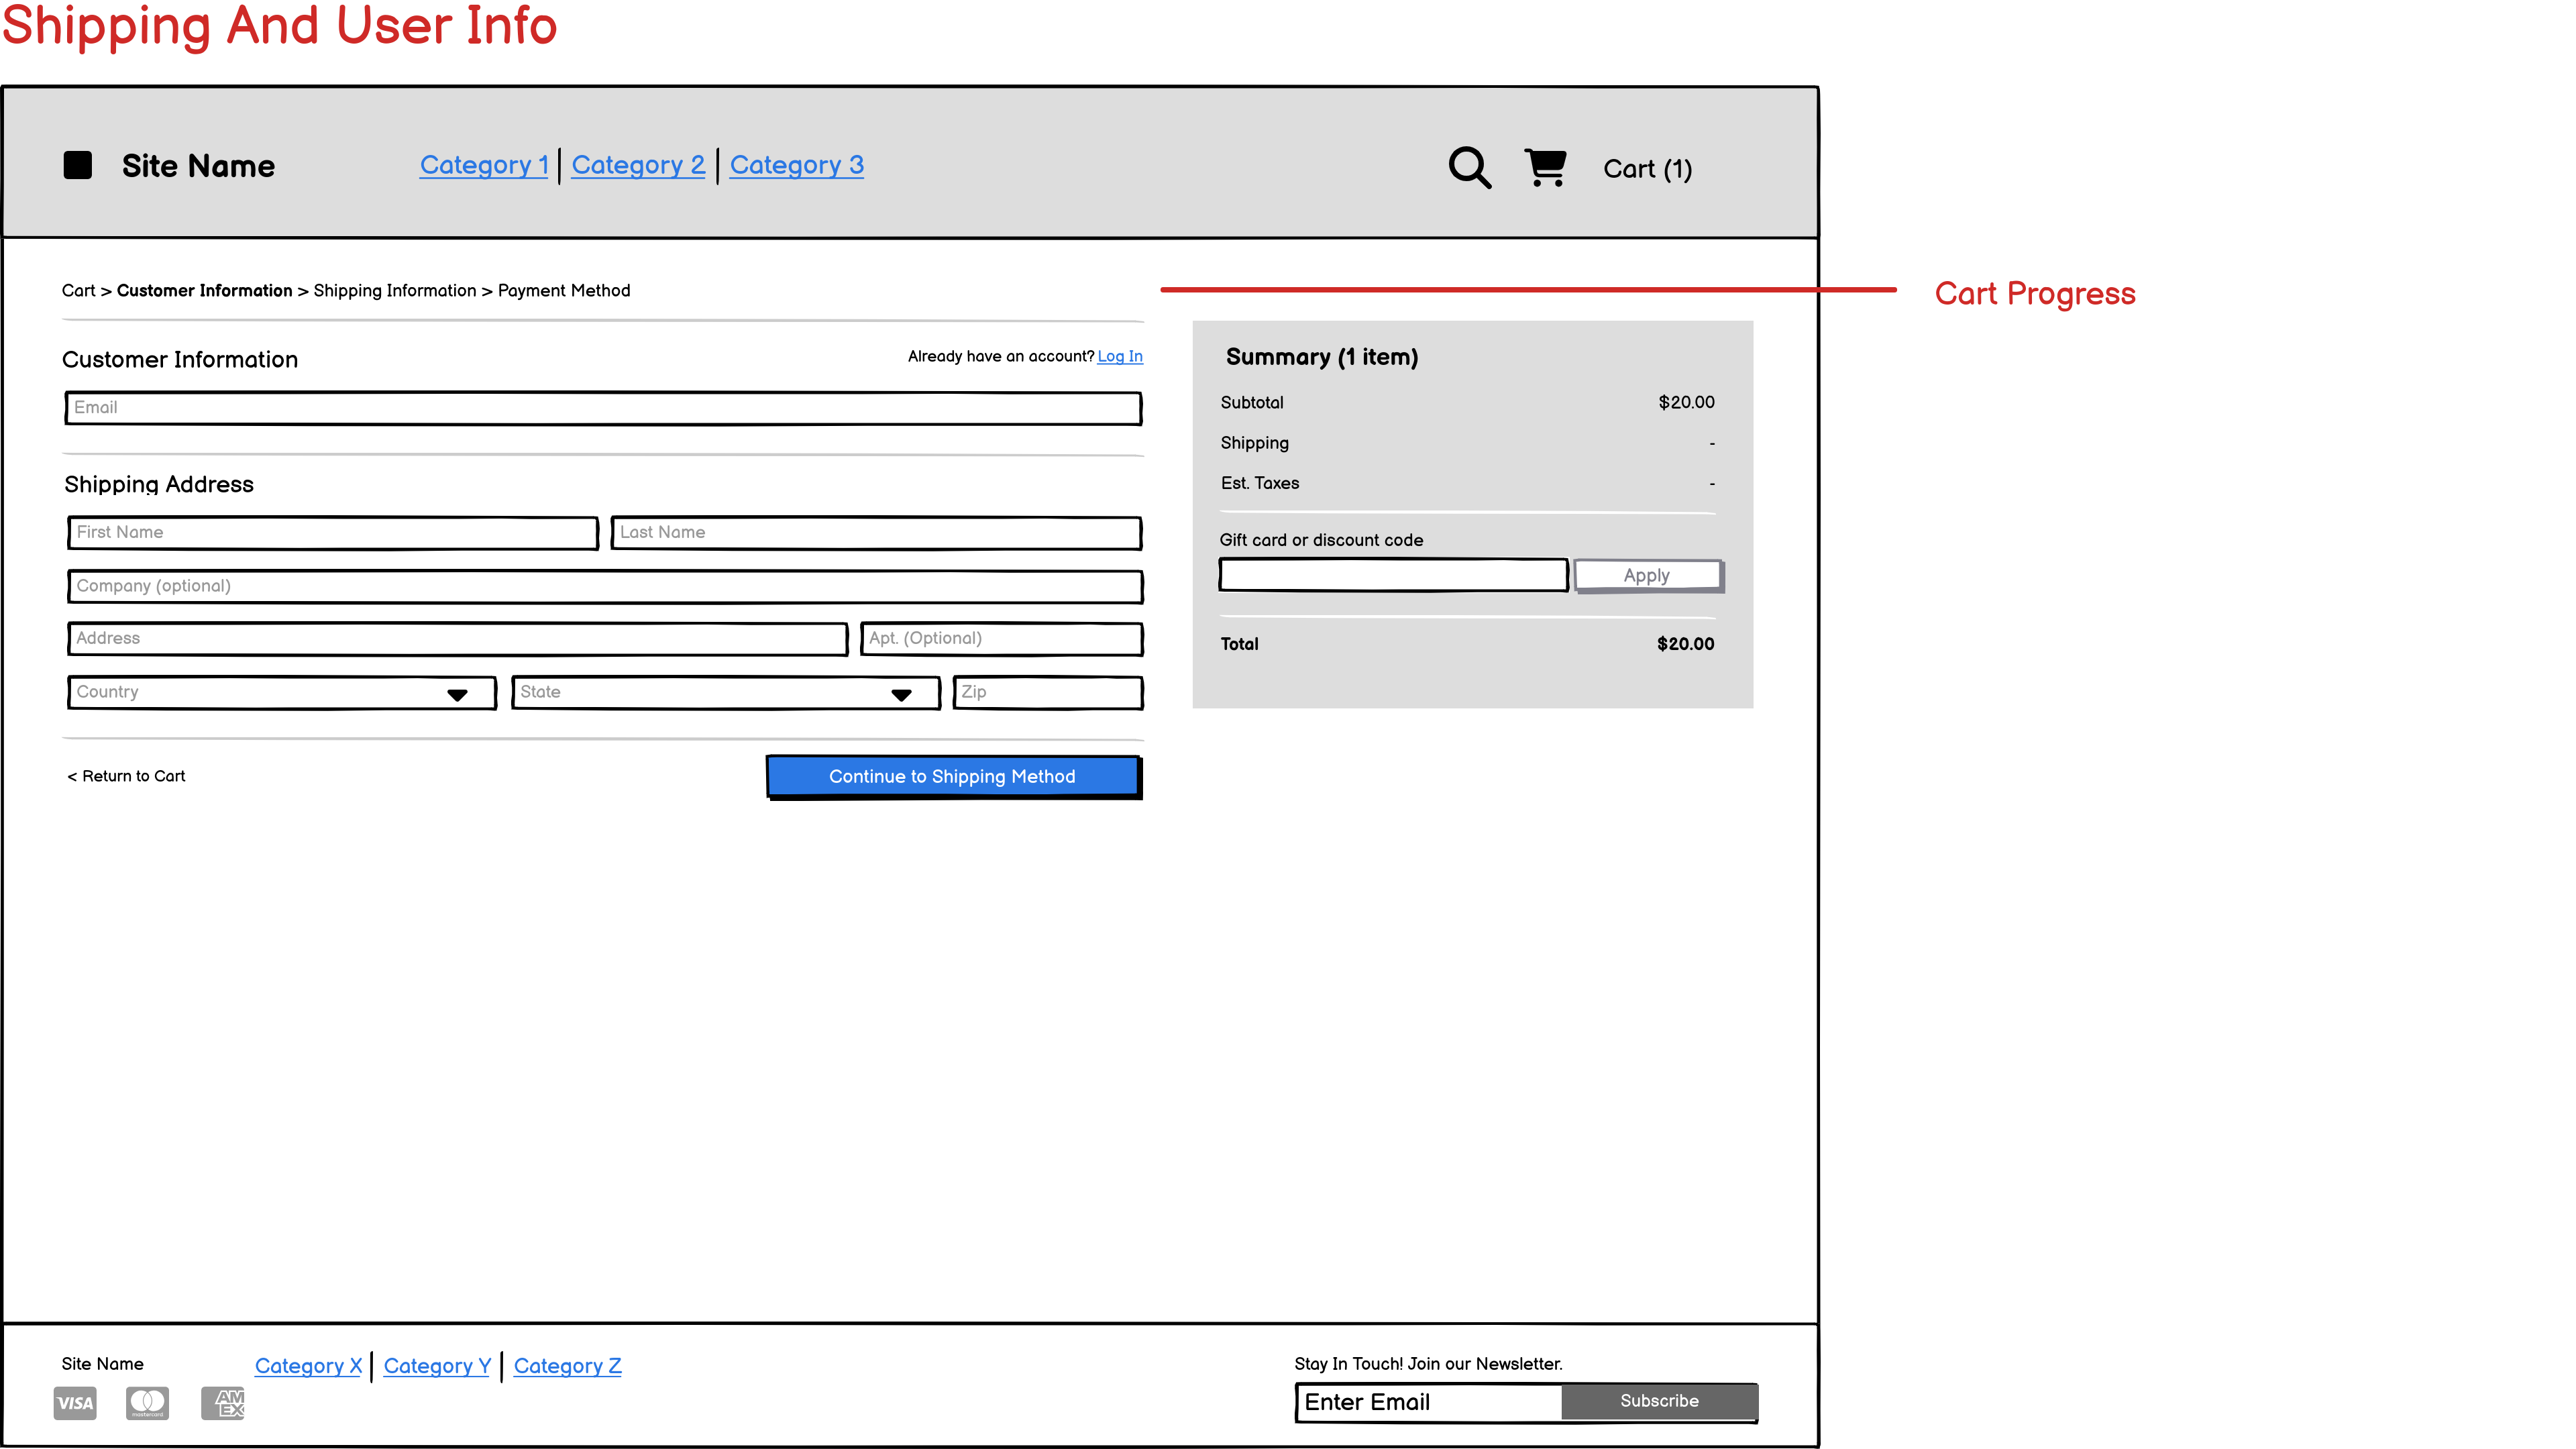 Shipping And User Info
Site Name
Category 1 | Category 2 | Category 3
Cart (1)
Cart > Customer Information > Shipping Information > Payment Method
Cart Progress
Customer Information
Already have an account? Log In
Email
Shipping Address
First Name
Last Name
Company (optional)
Address
Apt. (Optional)
Country
State
Zip
< Return to Cart
Continue to Shipping Method
Summary (1 item)
Subtotal $20.00
Shipping -
Est. Taxes -
Gift card or discount code
Apply
Total $20.00
Site Name
Category X | Category Y | Category Z
VISA
mastercard
AM
EX
Stay In Touch! Join our Newsletter.
Enter Email
Subscribe